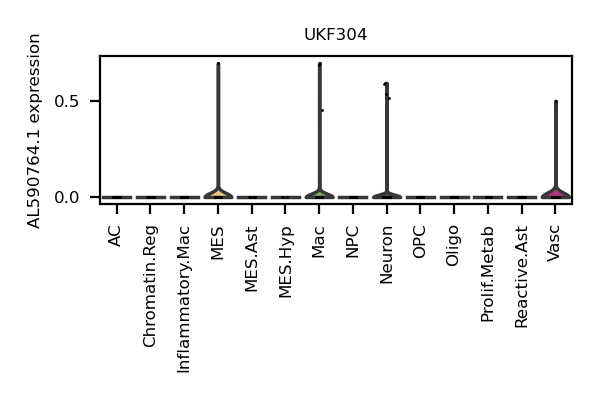 UKF304
AL590764.1 expression
0.5
0.0
AC
Chromatin.Reg
Inflammatory.Mac
MES
MES.Ast
MES.Hyp
Mac
NPC
Neuron
OPC
Oligo
Prolif.Metab
Reactive.Ast
Vasc